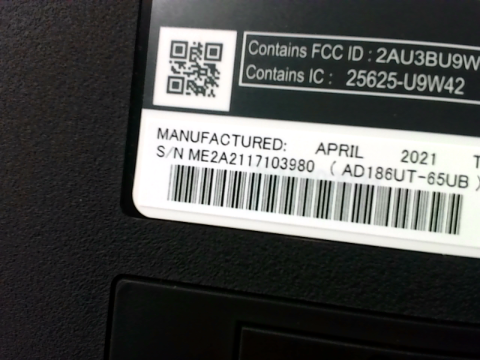 Contains FCC ID : 2AU3BU9W
Contains IC : 25625-U9W42
MANUFACTURED: APRIL 2021 T
S/N ME2A2117103980 ( AD186UT-65UB )